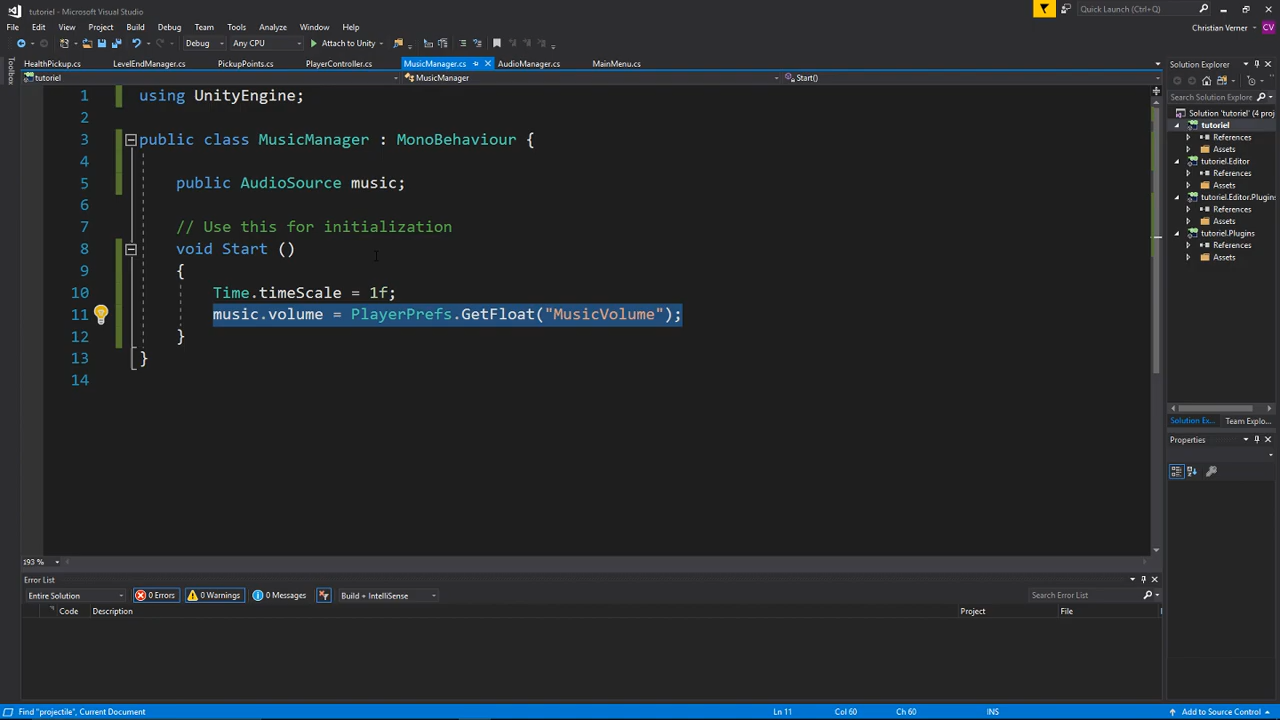 tutoriel - Microsoft Visual Studio
Quick Launch (Ctrl+Q)
File Edit View Project Build Debug Team Tools Analyze Window Help
Christian Verner CV
Debug Any CPU Attach to Unity
Toolbox
HealthPickup.cs LevelEndManager.cs PickupPoints.cs PlayerController.cs MusicManager.cs AudioManager.cs MainMenu.cs
tutoriel MusicManager Start()
1 using UnityEngine;
2
3 public class MusicManager : MonoBehaviour {
4
5 public AudioSource music;
6
7 // Use this for initialization
8 void Start ()
9 {
10 Time.timeScale = 1f;
11 music.volume = PlayerPrefs.GetFloat("MusicVolume");
12 }
13 }
14
193 %
Solution Explorer
Search Solution Explorer
Solution 'tutoriel' (4 proj
tutoriel
References
Assets
tutoriel.Editor
References
Assets
tutoriel.Editor.Plugins
References
Assets
tutoriel.Plugins
References
Assets
Solution Ex... Team Explo...
Properties
Error List
Entire Solution 0 Errors 0 Warnings 0 Messages Build + IntelliSense Search Error List
Code Description Project File
Find "projectile", Current Document Ln 11 Col 60 Ch 60 INS Add to Source Control